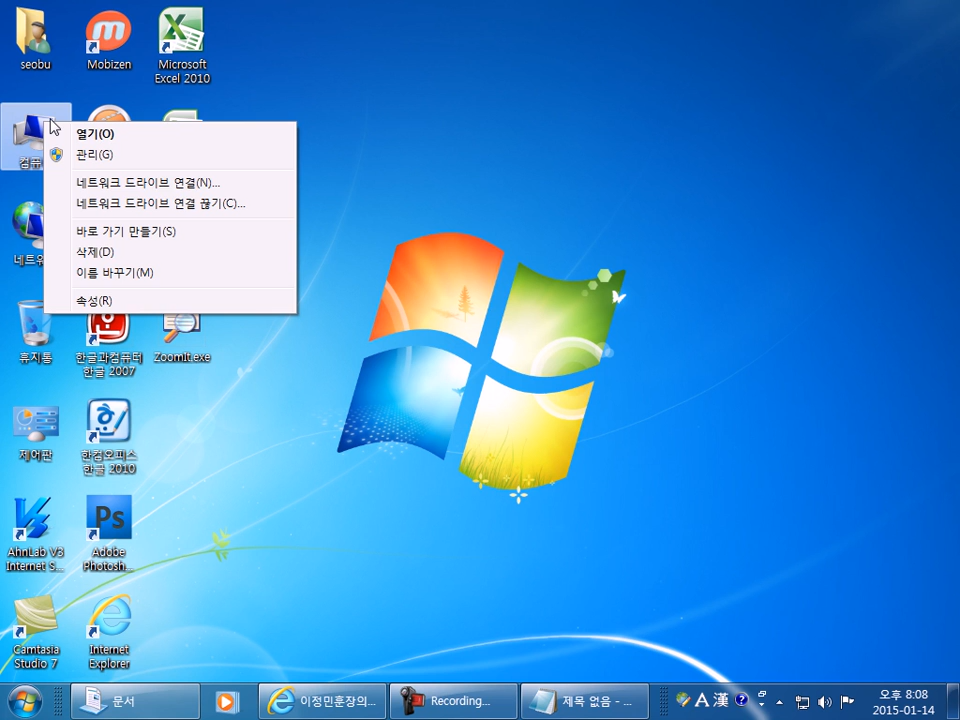 seobu
Mobizen
Microsoft
Excel 2010
컴퓨
열기(O)
관리(G)
네트워크 드라이브 연결(N)...
네트워크 드라이브 연결 끊기(C)...
바로 가기 만들기(S)
삭제(D)
이름 바꾸기(M)
속성(R)
네트워
휴지통
한글과컴퓨터
한글 2007
ZoomIt.exe
제어판
한컴오피스
한글 2010
Ps
AhnLab V3
Internet S...
Adobe
Photosh...
Camtasia
Studio 7
Internet
Explorer
문서
이정민훈장의...
Recording...
제목 없음 - ...
A 漢
오후 8:08
2015-01-14